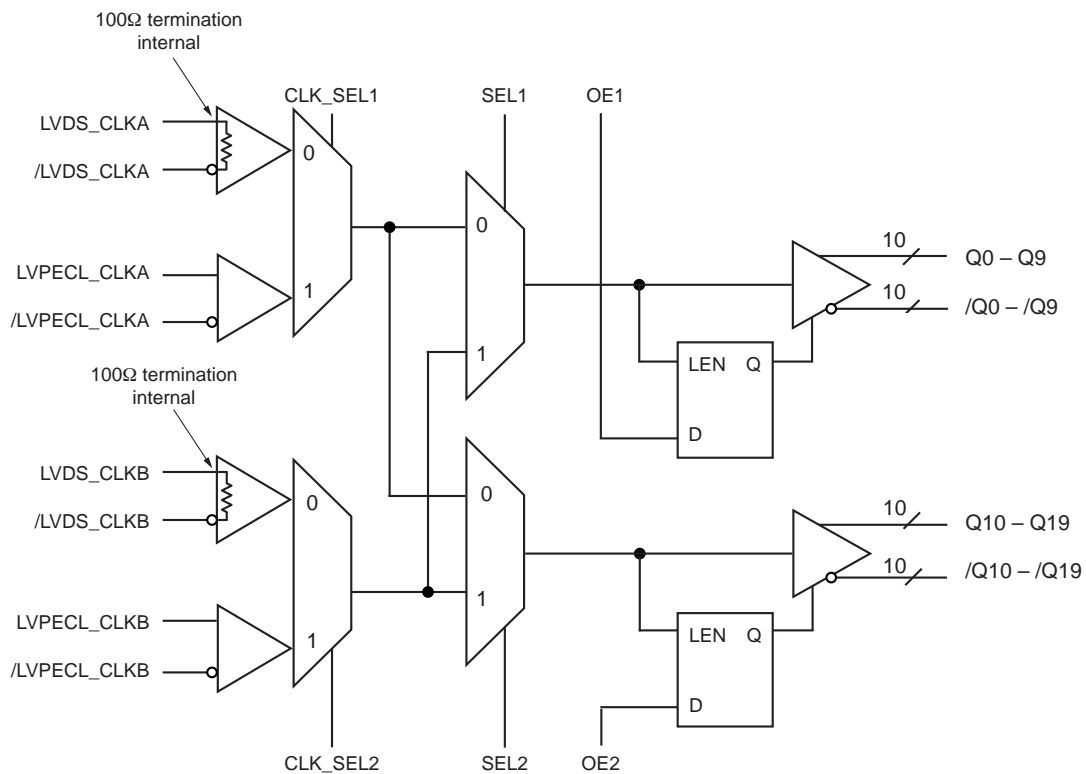 100Ω termination
internal
CLK_SEL1
SEL1
OE1
LVDS_CLKA
/LVDS_CLKA
0
LVPECL_CLKA
/LVPECL_CLKA
1
0
1
10
Q0 – Q9
10
/Q0 – /Q9
LEN Q
D
100Ω termination
internal
LVDS_CLKB
/LVDS_CLKB
0
LVPECL_CLKB
/LVPECL_CLKB
1
0
1
10
Q10 – Q19
10
/Q10 – /Q19
LEN Q
D
CLK_SEL2
SEL2
OE2